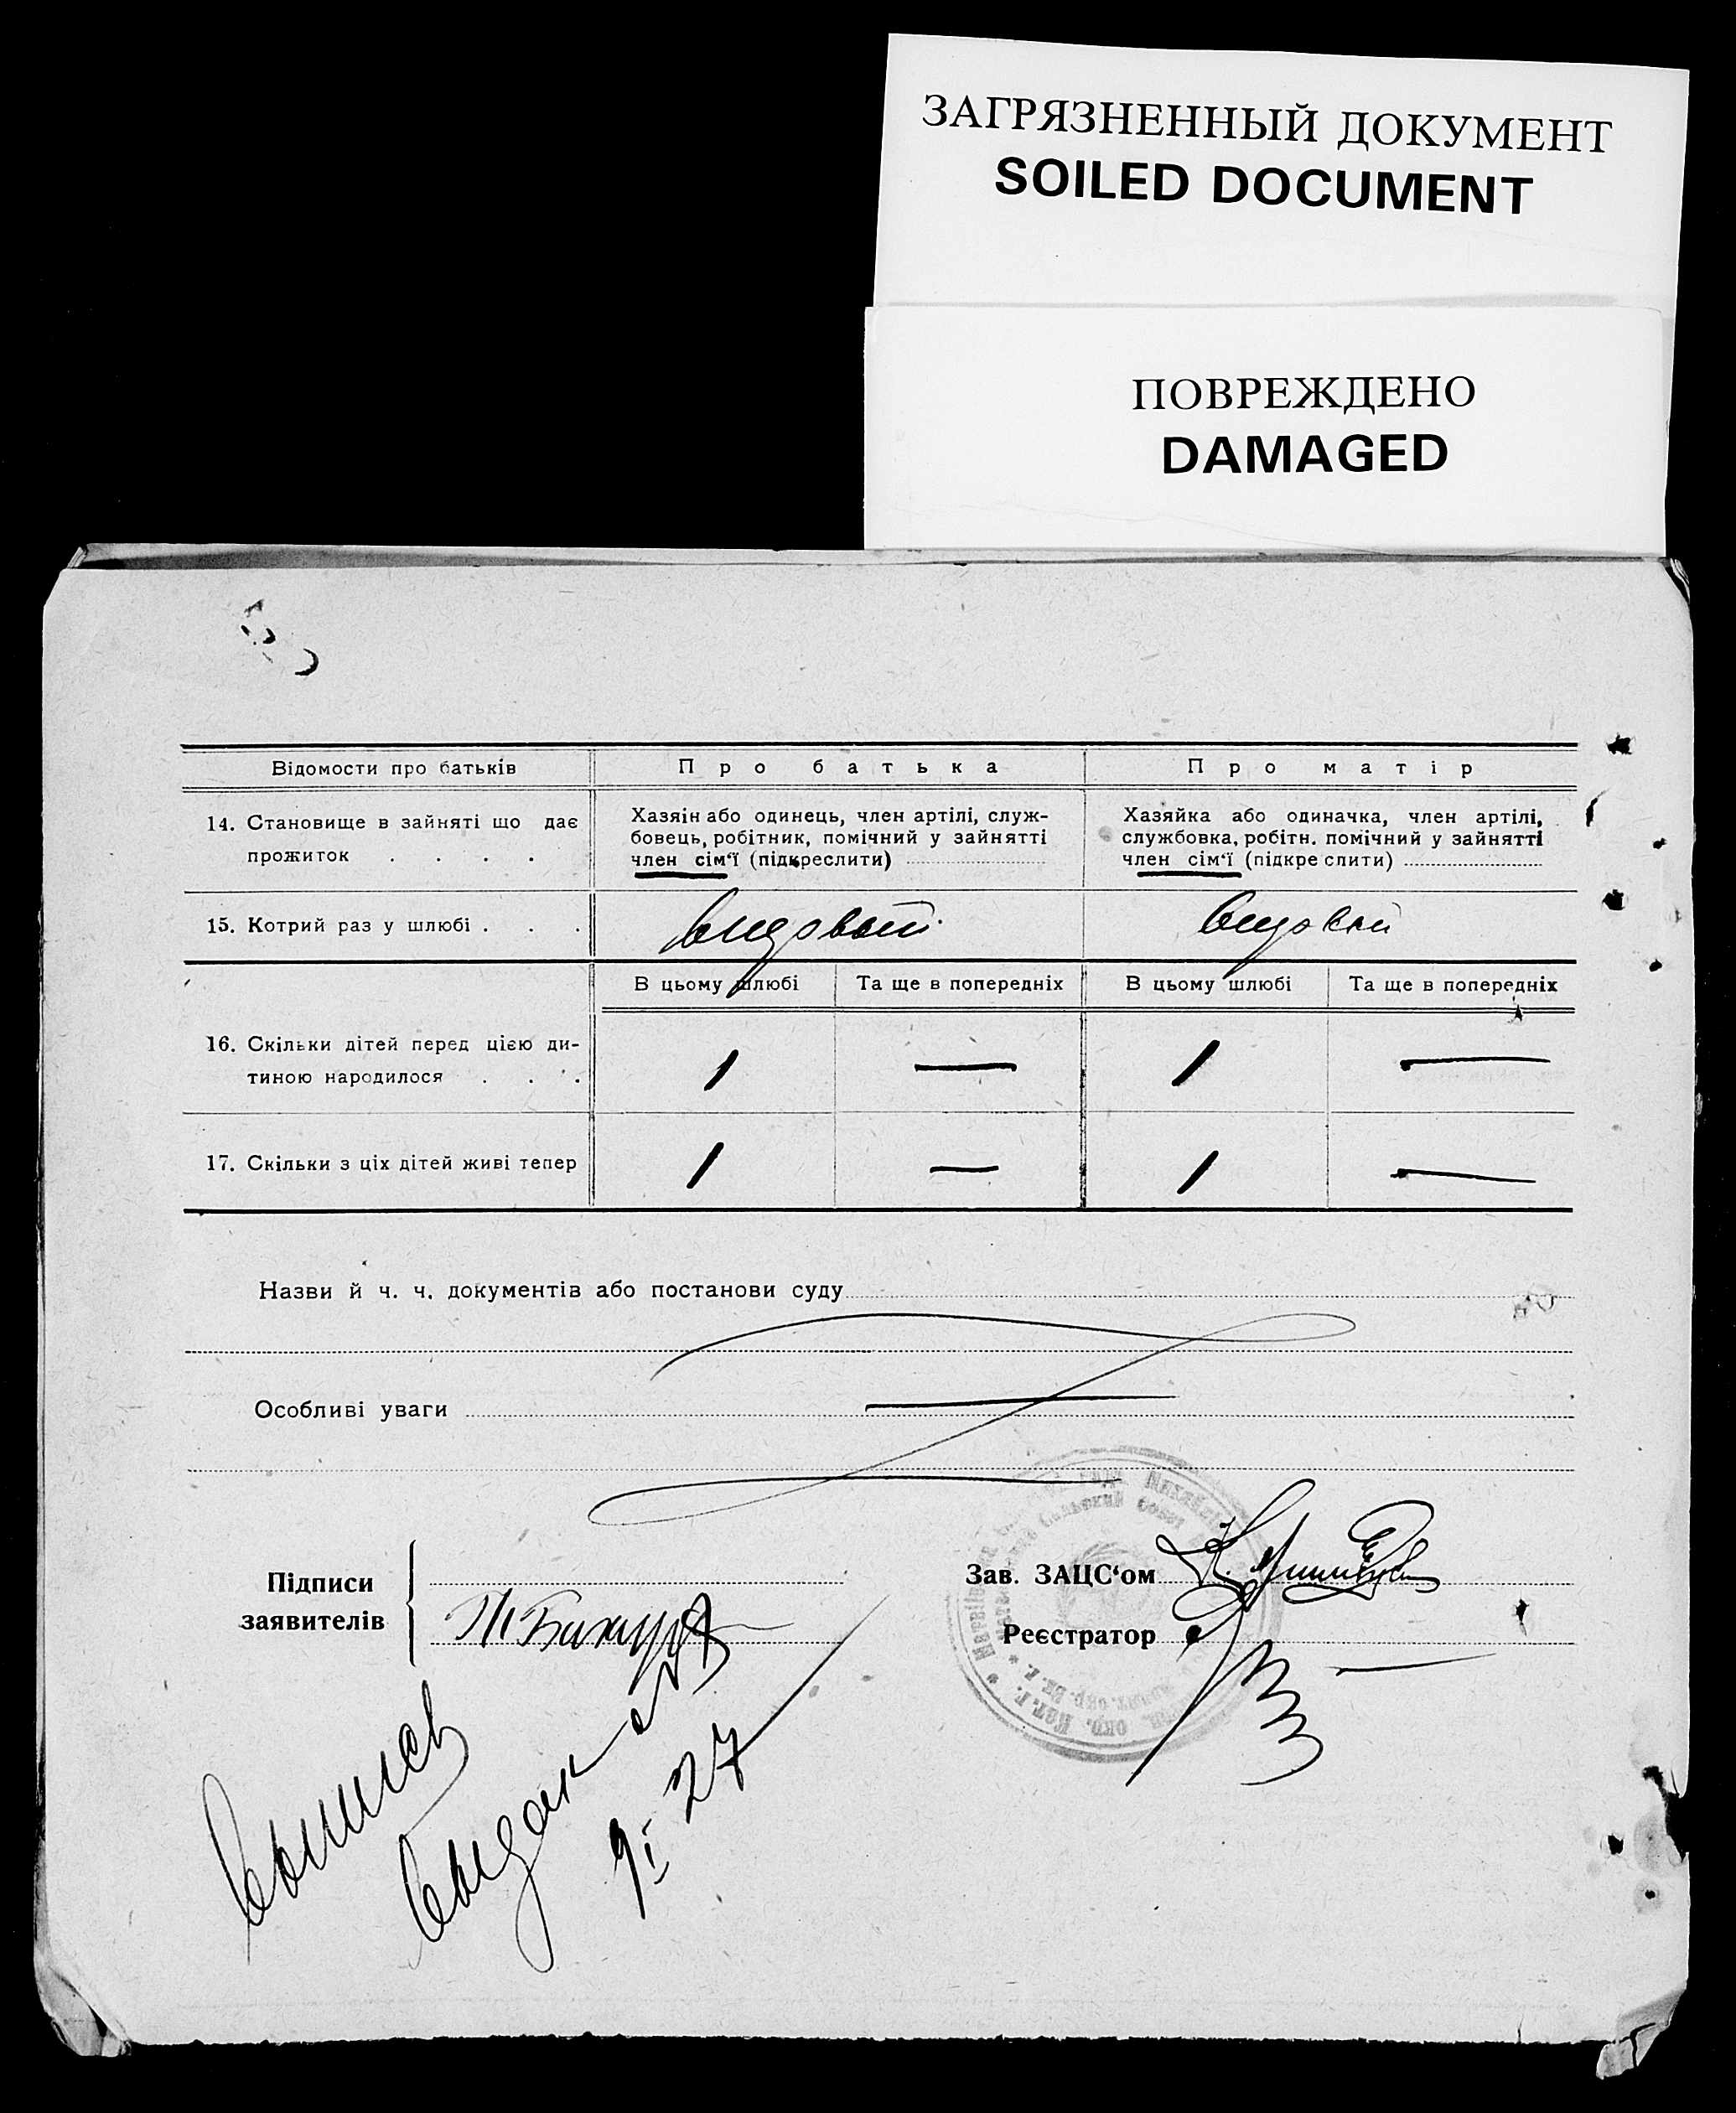 ЗАГРЯЗНЕННЫЙ ДОКУМЕНТ
SOILED DOCUMENT
ПОВРЕЖДЕНО
DAMAGED
Відомости про батьків
Про батька
Про матір
14. Становище в зайняті що дає
прожиток . . . .
Хазяін або одинець, член артілі, служ-
бовець, робітник, помічний у зайнятті
член сім'ї (підкреслити)
Хазяйка або одиначка, член артілі,
службовка, робітн. помічний у зайнятті
член сім'ї (підкреслити)
15. Котрий раз у шлюбі . . .
В цьому шлюбі
Та ще в попередніх
В цьому шлюбі
Та ще в попередніх
16. Скільки дітей перед цією ди-
тиною народилося . . .
1 — 1 —
17. Скільки з ціх дітей живі тепер
1 — 1 —
Назви й ч. ч. документів або постанови суду
Особливі уваги
Підписи
заявителів
Зав. ЗАЦС‘ом
Реєстратор
27